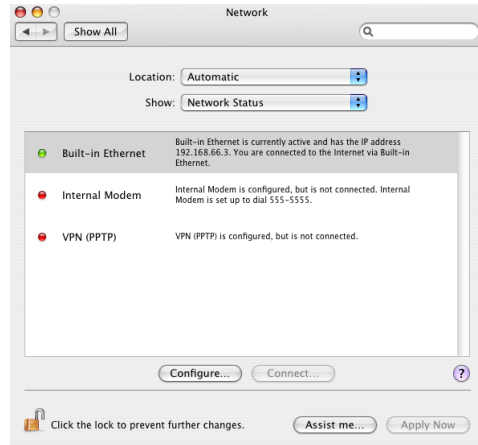 Network
Show All
Location: Automatic
Show: Network Status
Built-in Ethernet
Built-in Ethernet is currently active and has the IP address
192.168.66.3. You are connected to the Internet via Built-in
Ethernet.
Internal Modem
Internal Modem is configured, but is not connected. Internal
Modem is set up to dial 555-5555.
VPN (PPTP)
VPN (PPTP) is configured, but is not connected.
Configure... Connect... ?
Click the lock to prevent further changes. Assist me... Apply Now